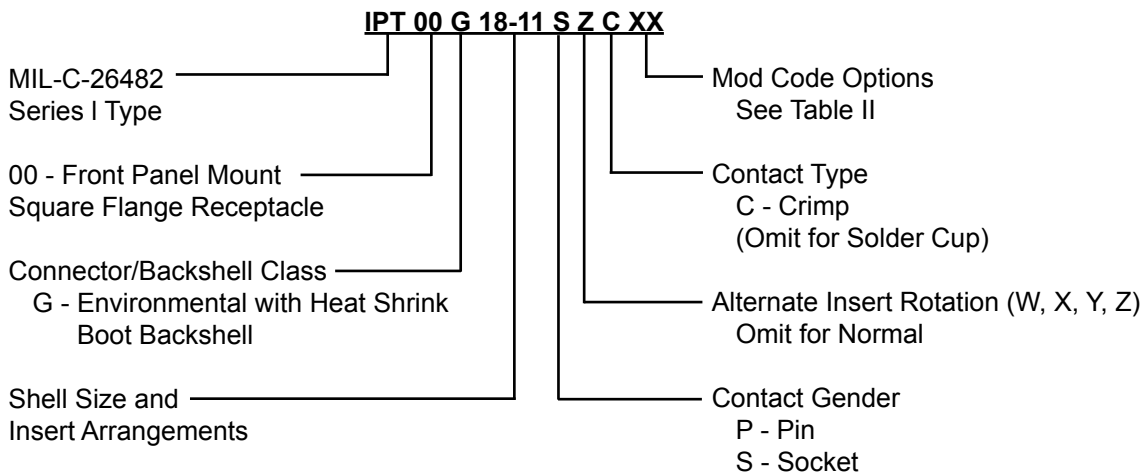 IPT 00 G 18-11 S Z C XX
MIL-C-26482
Series I Type
00 - Front Panel Mount
Square Flange Receptacle
Connector/Backshell Class
G - Environmental with Heat Shrink
Boot Backshell
Shell Size and
Insert Arrangements
Mod Code Options
See Table II
Contact Type
C - Crimp
(Omit for Solder Cup)
Alternate Insert Rotation (W, X, Y, Z)
Omit for Normal
Contact Gender
P - Pin
S - Socket